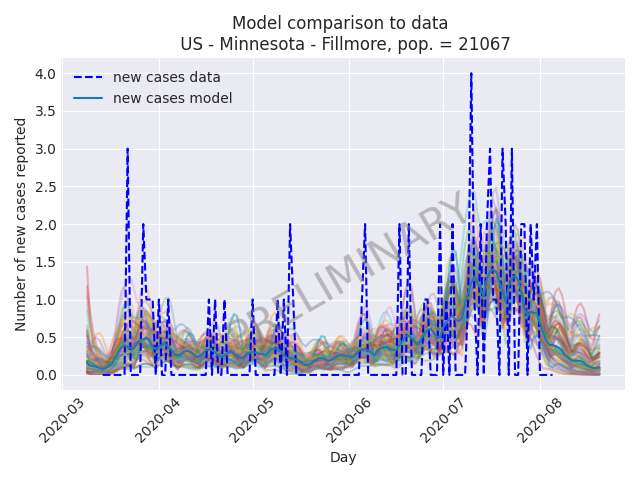 Model comparison to data
US - Minnesota - Fillmore, pop. = 21067
new cases data
new cases model
PRELIMINARY
Number of new cases reported
4.0
3.5
3.0
2.5
2.0
1.5
1.0
0.5
0.0
2020-03
2020-04
2020-05
2020-06
2020-07
2020-08
Day